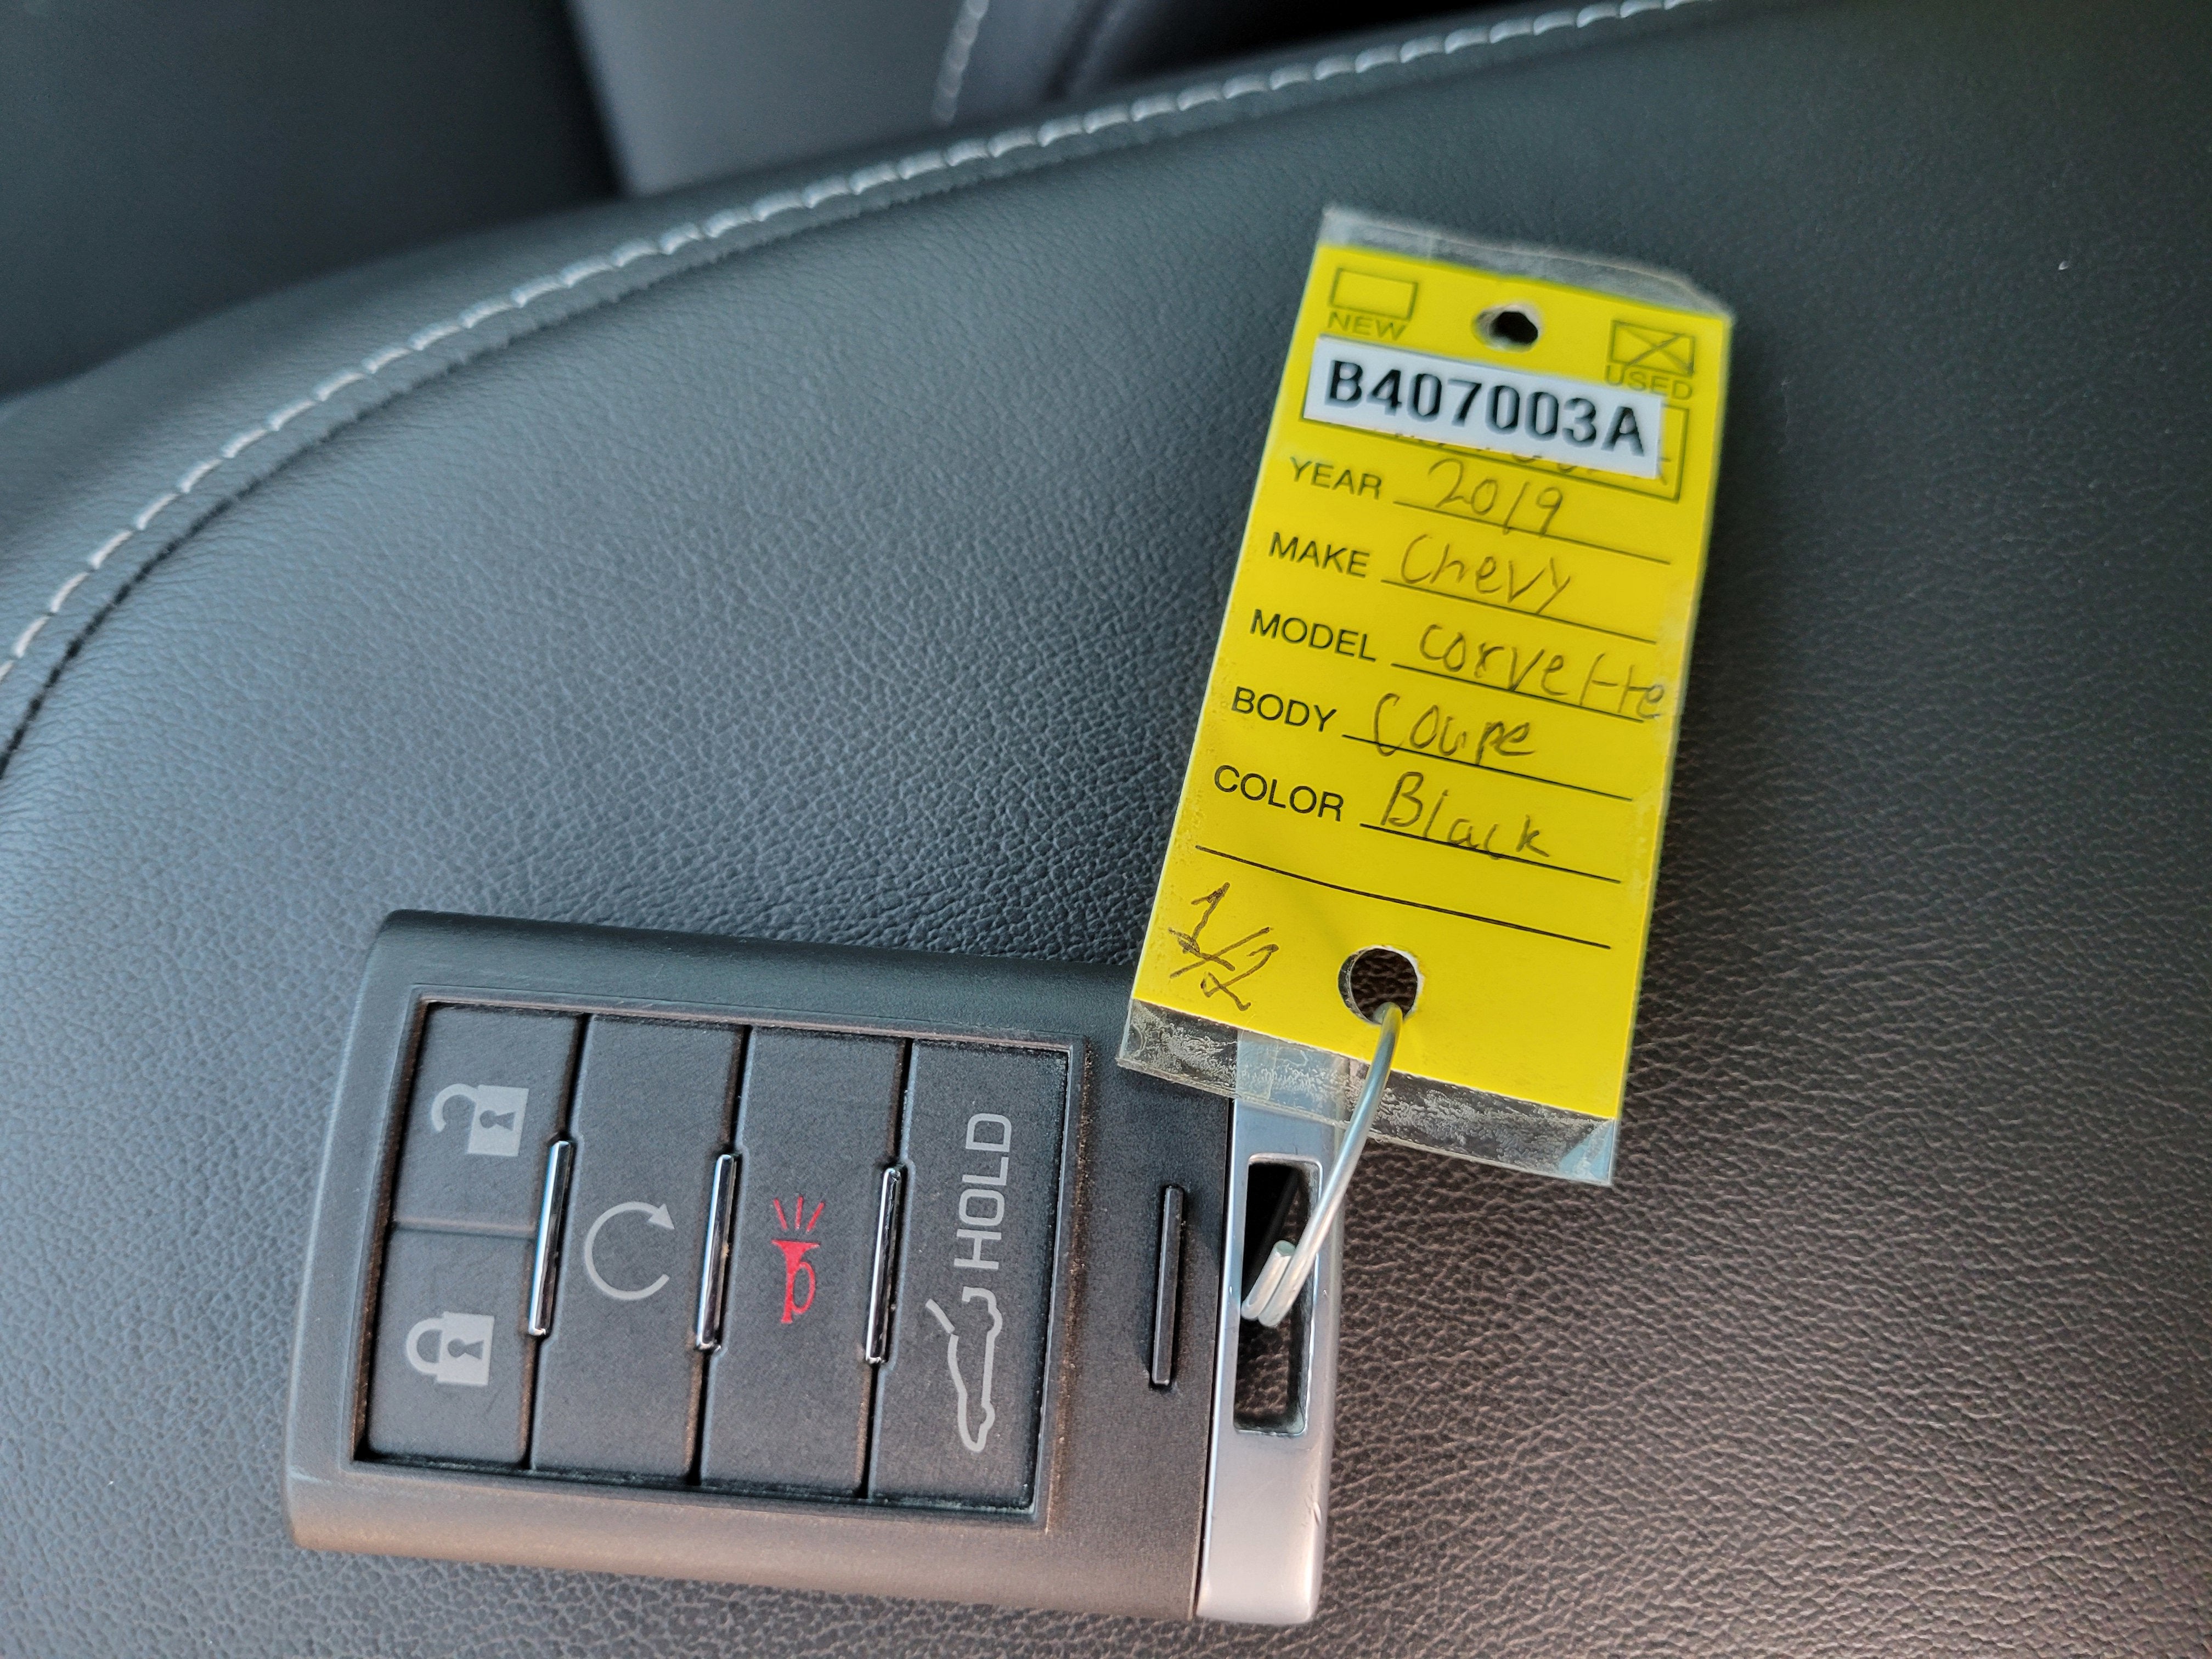 NEW
USED
B407003A
YEAR 2019
MAKE Chevy
MODEL Corvette
BODY Coupe
COLOR Black
1/2
HOLD